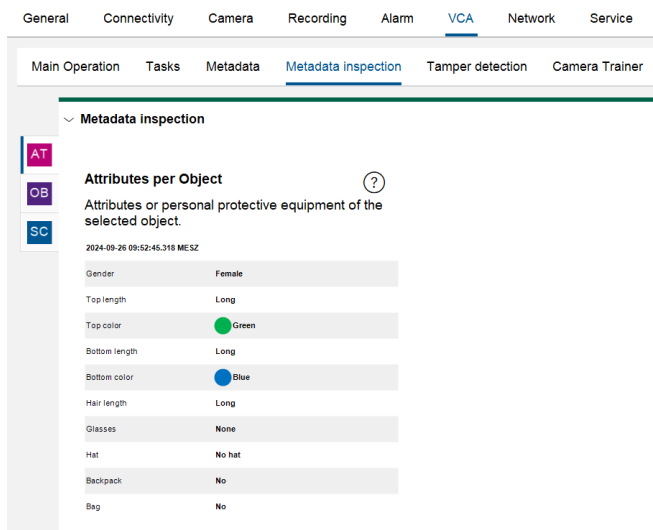 General Connectivity Camera Recording Alarm VCA Network Service
Main Operation Tasks Metadata Metadata inspection Tamper detection Camera Trainer
Metadata inspection
AT
OB
SC
Attributes per Object ?
Attributes or personal protective equipment of the
selected object.
2024-09-26 09:52:45.318 MESZ
Gender Female
Top length Long
Top color Green
Bottom length Long
Bottom color Blue
Hair length Long
Glasses None
Hat No hat
Backpack No
Bag No